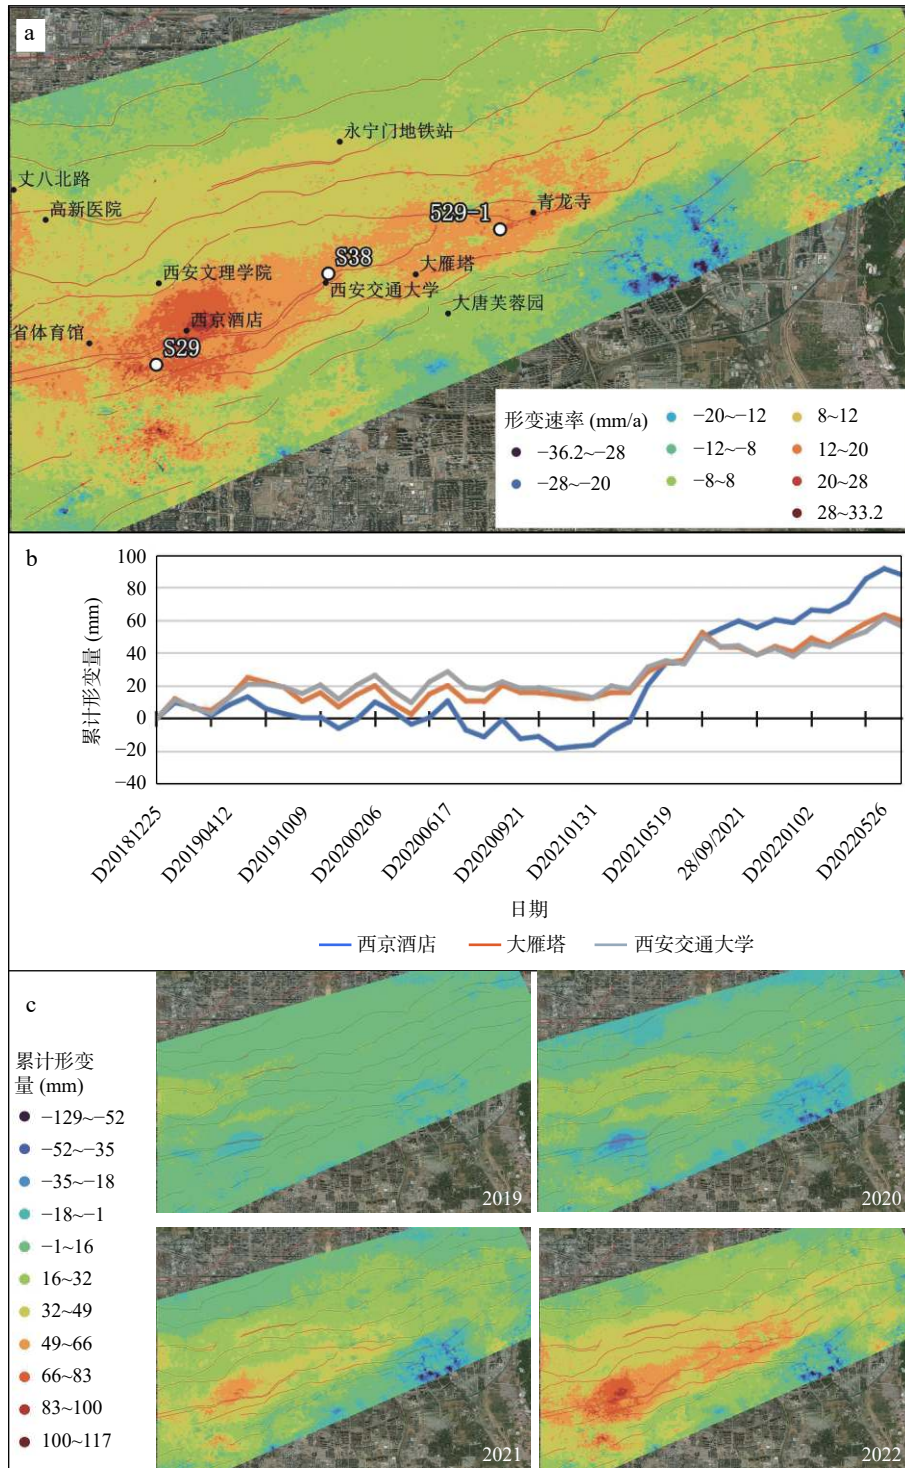 a
永宁门地铁站
丈八北路
高新医院
529-1
青龙寺
S38
大雁塔
西安文理学院
西安交通大学
大唐芙蓉园
西京酒店
省体育馆
S29
形变速率 (mm/a)
−36.2~−28
−28~−20
−20~−12
−12~−8
−8~8
8~12
12~20
20~28
28~33.2
b
累计形变量 (mm)
100
80
60
40
20
0
−20
−40
D20181225
D20190412
D20191009
D20200206
D20200617
D20200921
D20210131
D20210519
28/09/2021
D20220102
D20220526
日期
西京酒店
大雁塔
西安交通大学
c
累计形变
量 (mm)
−129~−52
−52~−35
−35~−18
−18~−1
−1~16
16~32
32~49
49~66
66~83
83~100
100~117
2019
2020
2021
2022